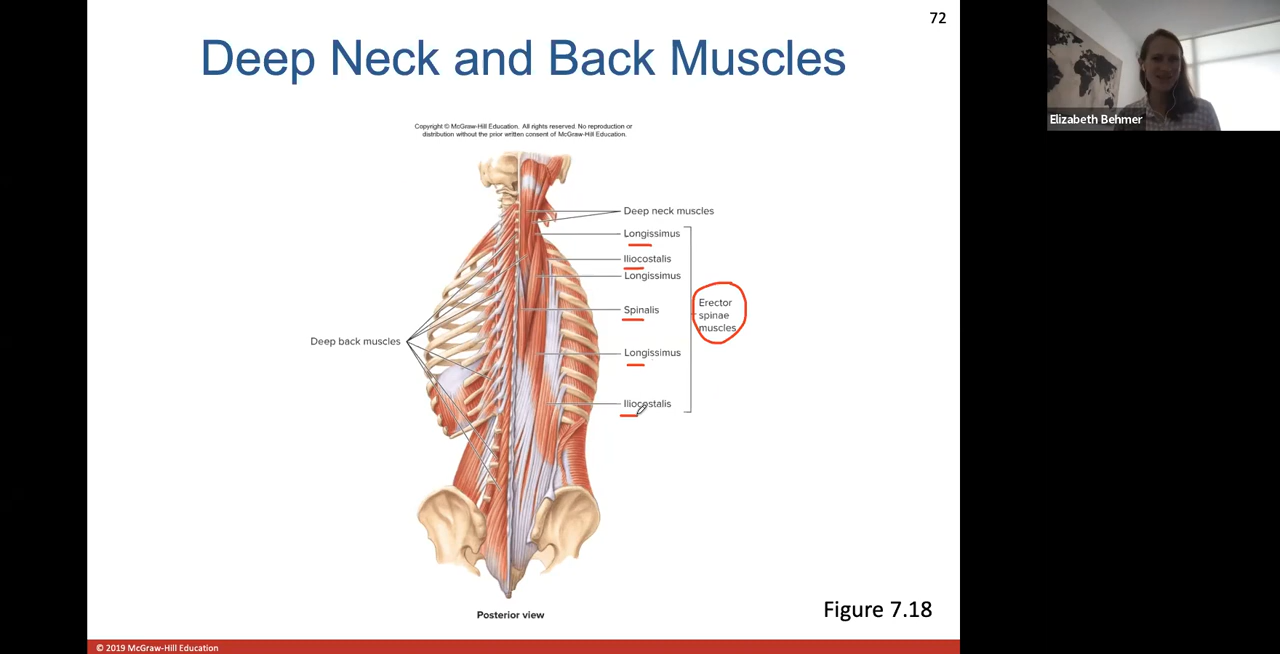 72
Deep Neck and Back Muscles
Elizabeth Behmer
Copyright © McGraw-Hill Education. All rights reserved. No reproduction or
distribution without the prior written consent of McGraw-Hill Education.
Deep neck muscles
Longissimus
Iliocostalis
Longissimus
Erector
spinae
muscles
Spinalis
Deep back muscles
Longissimus
Iliocostalis
Figure 7.18
Posterior view
© 2019 McGraw-Hill Education